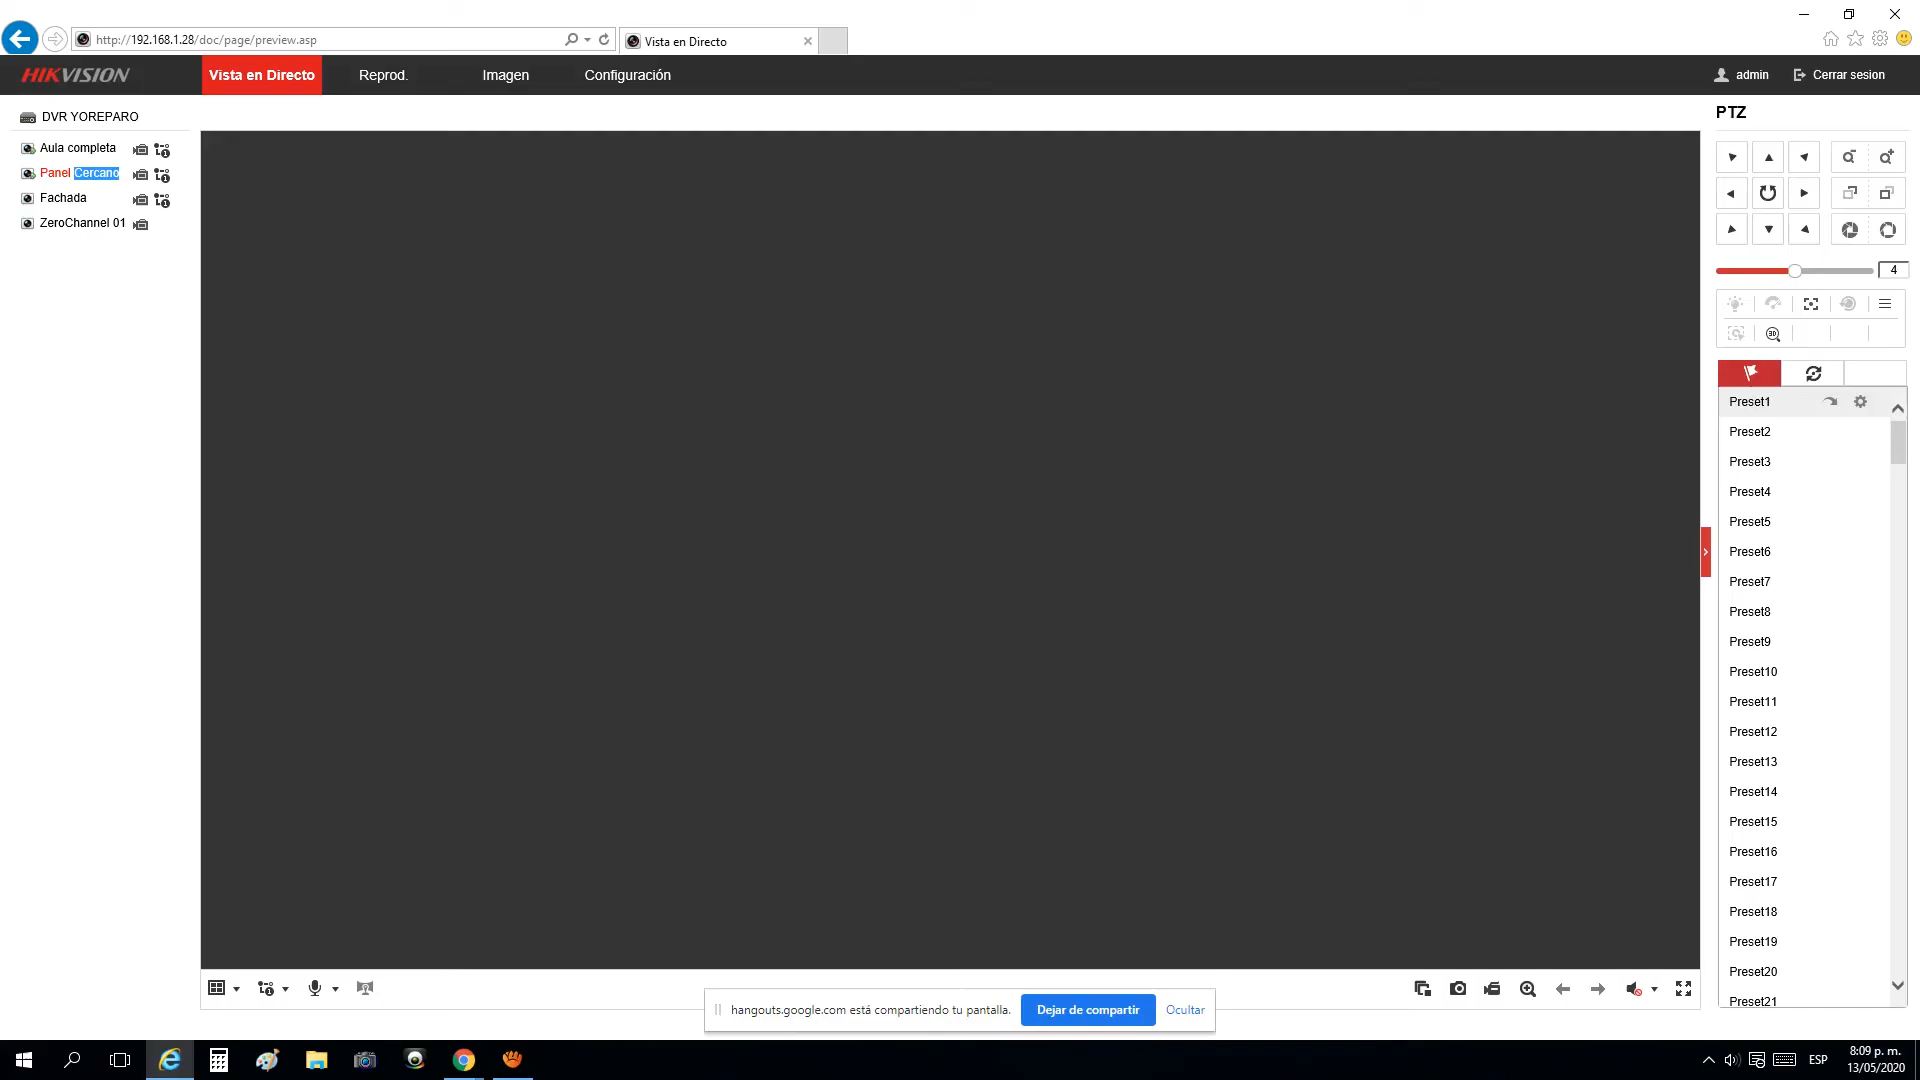 http://192.168.1.28/doc/page/preview.asp
Vista en Directo
HIKVISION
Vista en Directo
Reprod.
Imagen
Configuración
admin
Cerrar sesion
DVR YOREPARO
Aula completa
Panel Cercano
Fachada
ZeroChannel 01
PTZ
4
3D
Preset1
Preset2
Preset3
Preset4
Preset5
Preset6
Preset7
Preset8
Preset9
Preset10
Preset11
Preset12
Preset13
Preset14
Preset15
Preset16
Preset17
Preset18
Preset19
Preset20
Preset21
hangouts.google.com está compartiendo tu pantalla.
Dejar de compartir
Ocultar
ESP
8:09 p. m.
13/05/2020